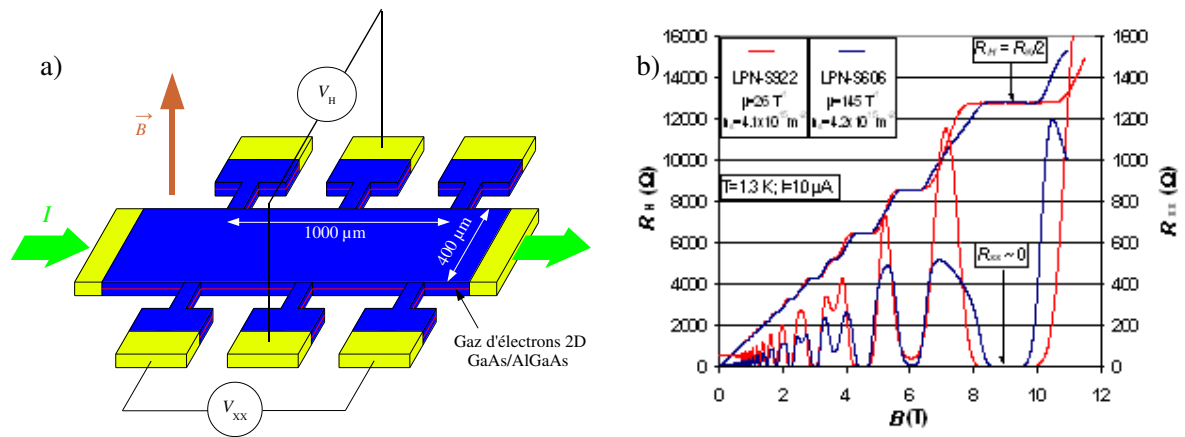 a)
V_H
B
I
1000 µm
400 µm
Gaz d'électrons 2D
GaAs/AlGaAs
V_XX
b)
16000
14000
12000
10000
8000
6000
4000
2000
0
R_H (Ω)
LPN-S922
µ=26 T
LPN-S606
µ=145 T
R_H = R_K/2
T=1.3 K; I=10 µA
R_xx ~ 0
1600
1400
1200
1000
800
600
400
200
0
R_xx (Ω)
0 2 4 6 8 10 12
B(T)